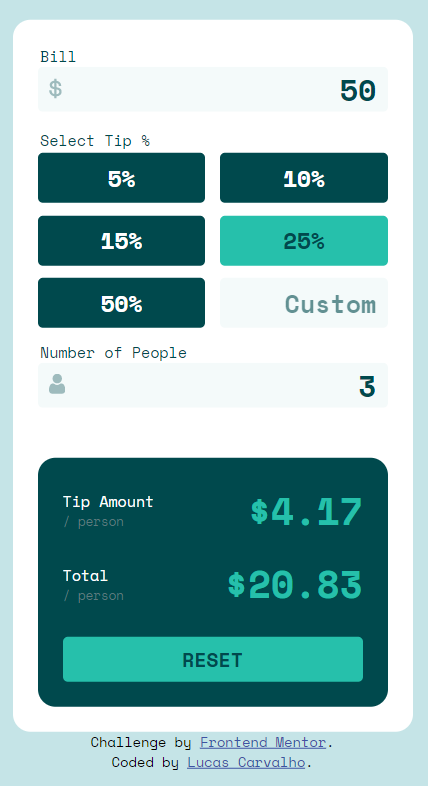 Bill
$ 50
Select Tip %
5% 10%
15% 25%
50% Custom
Number of People
3
Tip Amount
/ person
$4.17
Total
/ person
$20.83
RESET
Challenge by Frontend Mentor.
Coded by Lucas Carvalho.